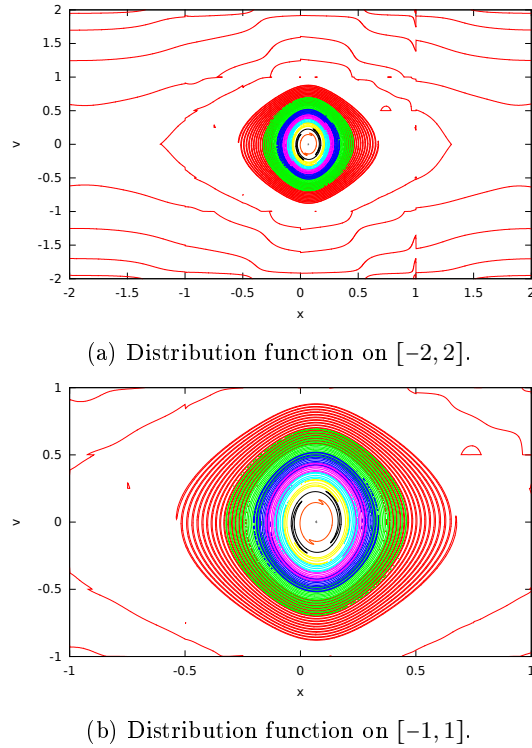 2
1.5
1
0.5
0
-0.5
-1
-1.5
-2
v
-2 -1.5 -1 -0.5 0 0.5 1 1.5 2
x
(a) Distribution function on [−2, 2].
1
0.5
0
-0.5
-1
v
-1 -0.5 0 0.5 1
x
(b) Distribution function on [−1, 1].